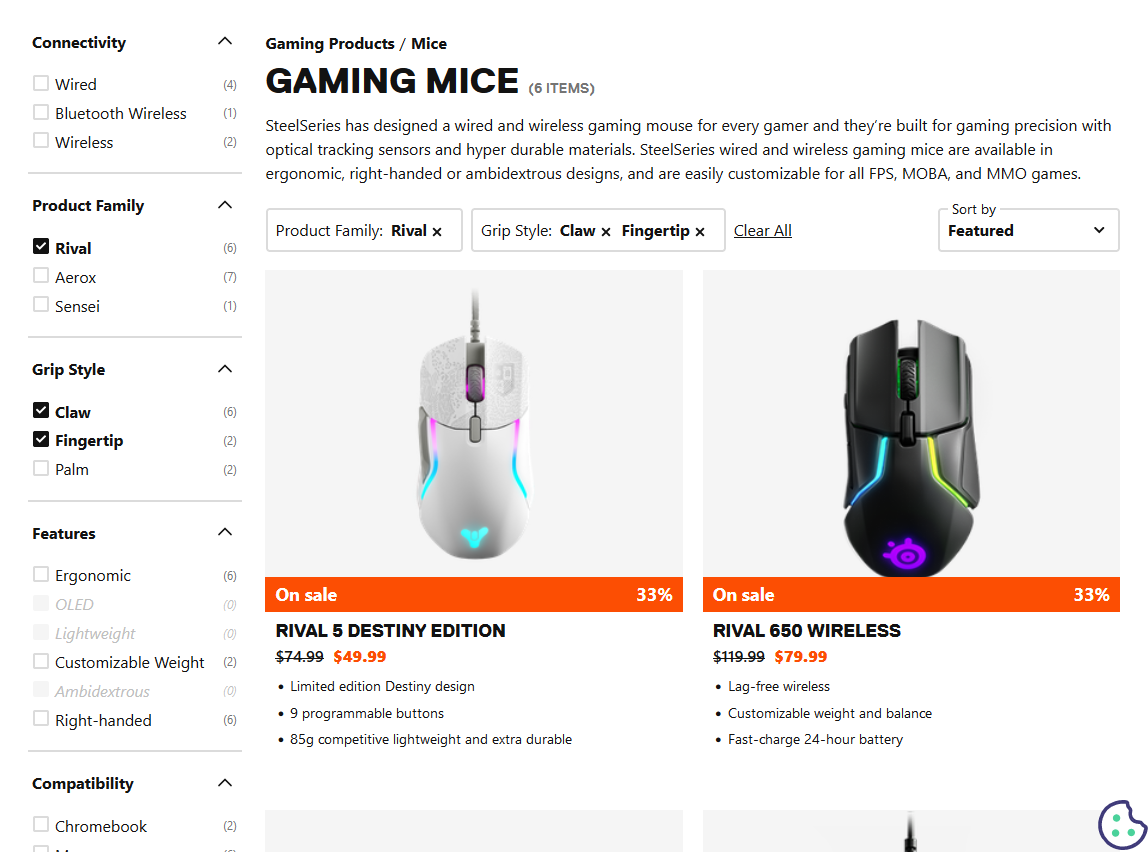 Connectivity
Wired (4)
Bluetooth Wireless (1)
Wireless (2)
Product Family
Rival (6)
Aerox (7)
Sensei (1)
Grip Style
Claw (6)
Fingertip (2)
Palm (2)
Features
Ergonomic (6)
OLED (0)
Lightweight (0)
Customizable Weight (2)
Ambidextrous (0)
Right-handed (6)
Compatibility
Chromebook (2)
Gaming Products / Mice
GAMING MICE (6 ITEMS)
SteelSeries has designed a wired and wireless gaming mouse for every gamer and they’re built for gaming precision with
optical tracking sensors and hyper durable materials. SteelSeries wired and wireless gaming mice are available in
ergonomic, right-handed or ambidextrous designs, and are easily customizable for all FPS, MOBA, and MMO games.
Product Family: Rival × Grip Style: Claw × Fingertip × Clear All
Sort by
Featured
On sale 33%
RIVAL 5 DESTINY EDITION
$74.99 $49.99
• Limited edition Destiny design
• 9 programmable buttons
• 85g competitive lightweight and extra durable
On sale 33%
RIVAL 650 WIRELESS
$119.99 $79.99
• Lag-free wireless
• Customizable weight and balance
• Fast-charge 24-hour battery